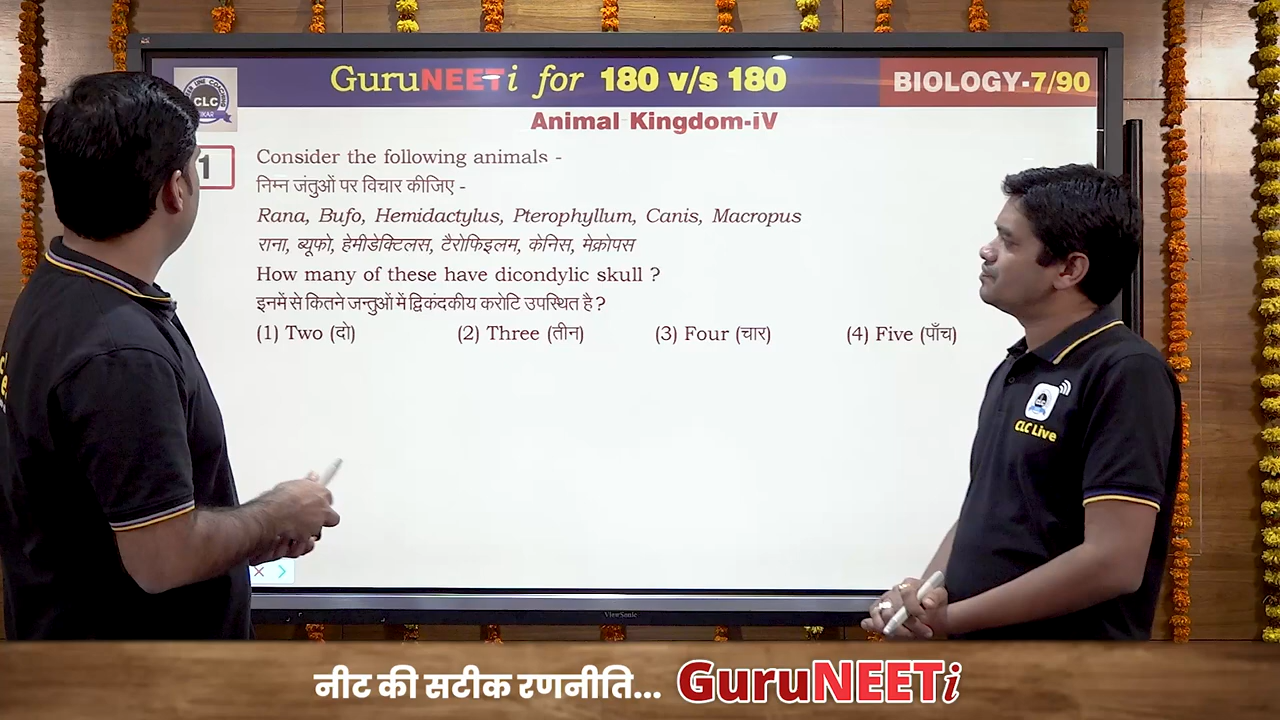 GuruNEETi for 180 v/s 180
BIOLOGY-7/90
CLC
Animal Kingdom-iV
1
Consider the following animals -
निम्न जंतुओं पर विचार कीजिए -
Rana, Bufo, Hemidactylus, Pterophyllum, Canis, Macropus
राना, ब्यूफो, हेमीडेक्टिलस, टैरोफिइलम, केनिस, मेक्रोपस
How many of these have dicondylic skull ?
इनमें से कितने जन्तुओं में द्विकंदकीय करोटि उपस्थित है ?
(1) Two (दो) (2) Three (तीन) (3) Four (चार) (4) Five (पाँच)
CLC Live
ViewSonic
नीट की सटीक रणनीति... GuruNEETi